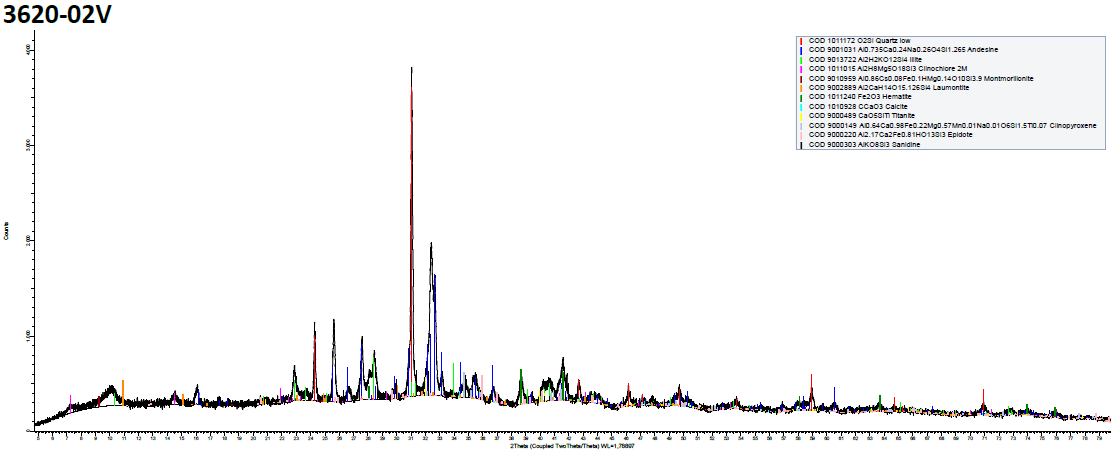 3620-02V
COD 1011172 O2Si Quartz low
COD 9001031 Al0.735Ca0.24Na0.26O4Si1.265 Andesine
COD 9013722 Al2H2KO12Si4 Illite
COD 1011015 Al2H8Mg5O18Si3 Clinochlore 2M
COD 9010959 Al0.86Cs0.08Fe0.1HMg0.14O10Si3.9 Montmorillonite
COD 9002889 Al2CaH14O15.126Si4 Laumontite
COD 1011240 Fe2O3 Hematite
COD 1010928 CCaO3 Calcite
COD 9000489 CaO5SiTi Titanite
COD 9000149 Al0.64Ca0.98Fe0.22Mg0.57Mn0.01Na0.01O6Si1.5Ti0.07 Clinopyroxene
COD 9000220 Al2.17Ca2Fe0.81HO13Si3 Epidote
COD 9000303 AlKO8Si3 Sanidine
Counts
2Theta (Coupled TwoTheta/Theta) WL=1,78897